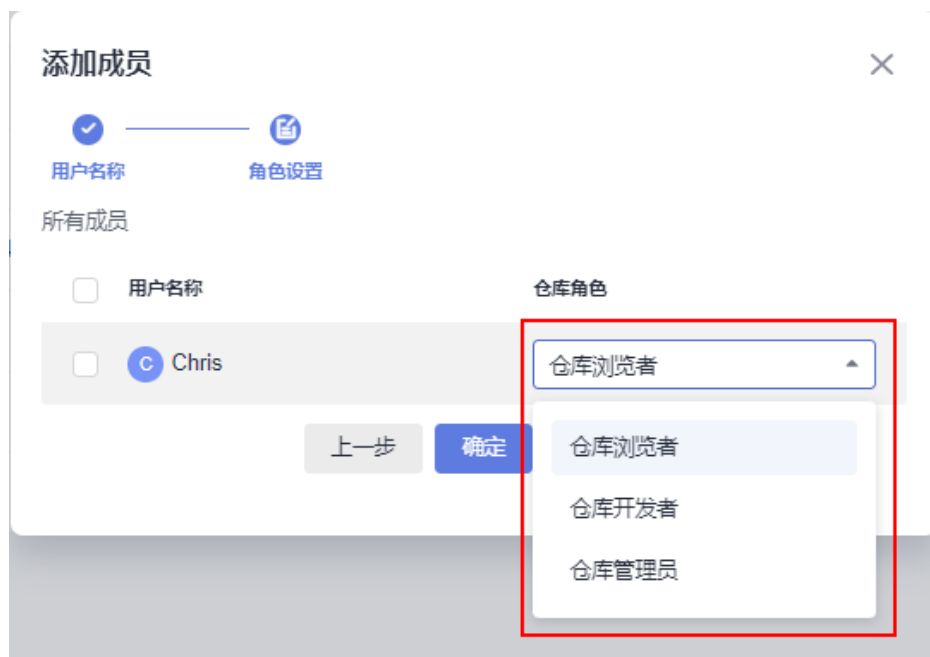 添加成员
用户名称 角色设置
所有成员
用户名称 仓库角色
C Chris 仓库浏览者
上一步 确定 仓库浏览者
仓库开发者
仓库管理员